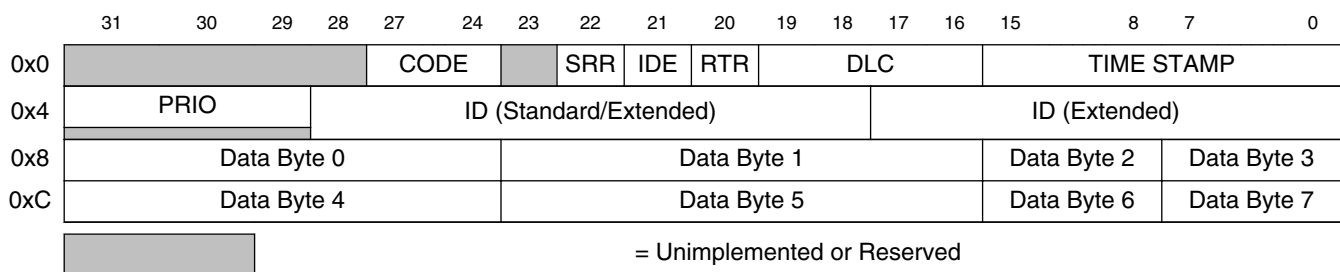 31 30 29 28 27 24 23 22 21 20 19 18 17 16 15 8 7 0
0x0 CODE SRR IDE RTR DLC TIME STAMP
0x4 PRIO ID (Standard/Extended) ID (Extended)
0x8 Data Byte 0 Data Byte 1 Data Byte 2 Data Byte 3
0xC Data Byte 4 Data Byte 5 Data Byte 6 Data Byte 7
= Unimplemented or Reserved